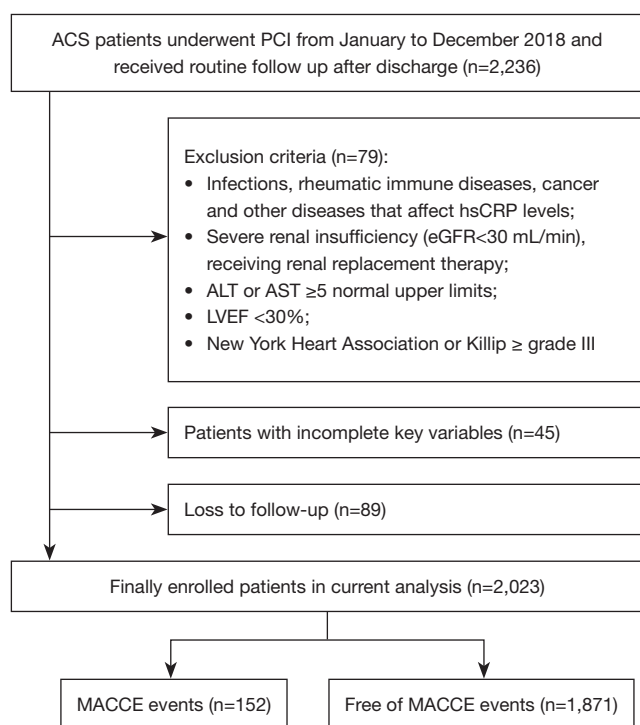 ACS patients underwent PCI from January to December 2018 and
received routine follow up after discharge (n=2,236)
Exclusion criteria (n=79):
• Infections, rheumatic immune diseases, cancer
and other diseases that affect hsCRP levels;
• Severe renal insufficiency (eGFR<30 mL/min),
receiving renal replacement therapy;
• ALT or AST ≥5 normal upper limits;
• LVEF <30%;
• New York Heart Association or Killip ≥ grade III
Patients with incomplete key variables (n=45)
Loss to follow-up (n=89)
Finally enrolled patients in current analysis (n=2,023)
MACCE events (n=152)
Free of MACCE events (n=1,871)